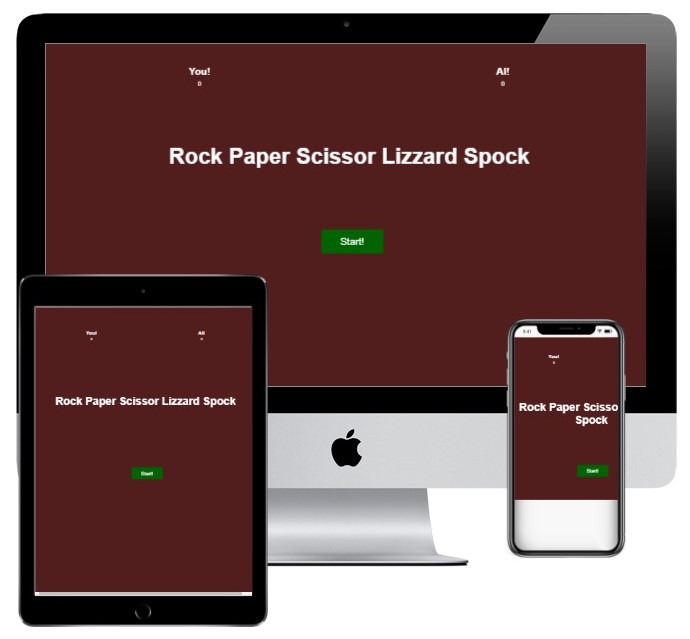 You! AI!
0 0
Rock Paper Scissor Lizzard Spock
Start!
You! AI!
0 0
Rock Paper Scissor Lizzard Spock
Start!
9:41
You!
0
Rock Paper Scisso
Spock
Start!